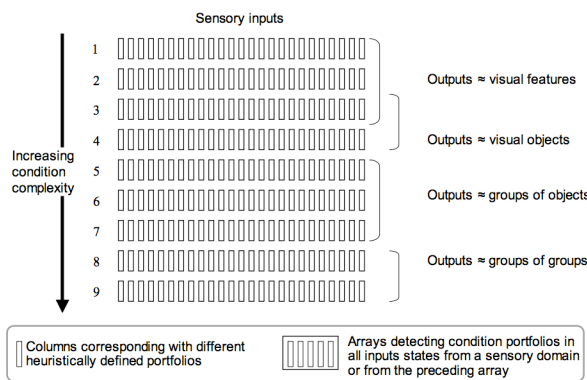 Sensory inputs
1
2
Outputs ≈ visual features
3
4
Outputs ≈ visual objects
Increasing
condition
complexity
5
6
Outputs ≈ groups of objects
7
8
Outputs ≈ groups of groups
9
Columns corresponding with different
heuristically defined portfolios
Arrays detecting condition portfolios in
all inputs states from a sensory domain
or from the preceding array